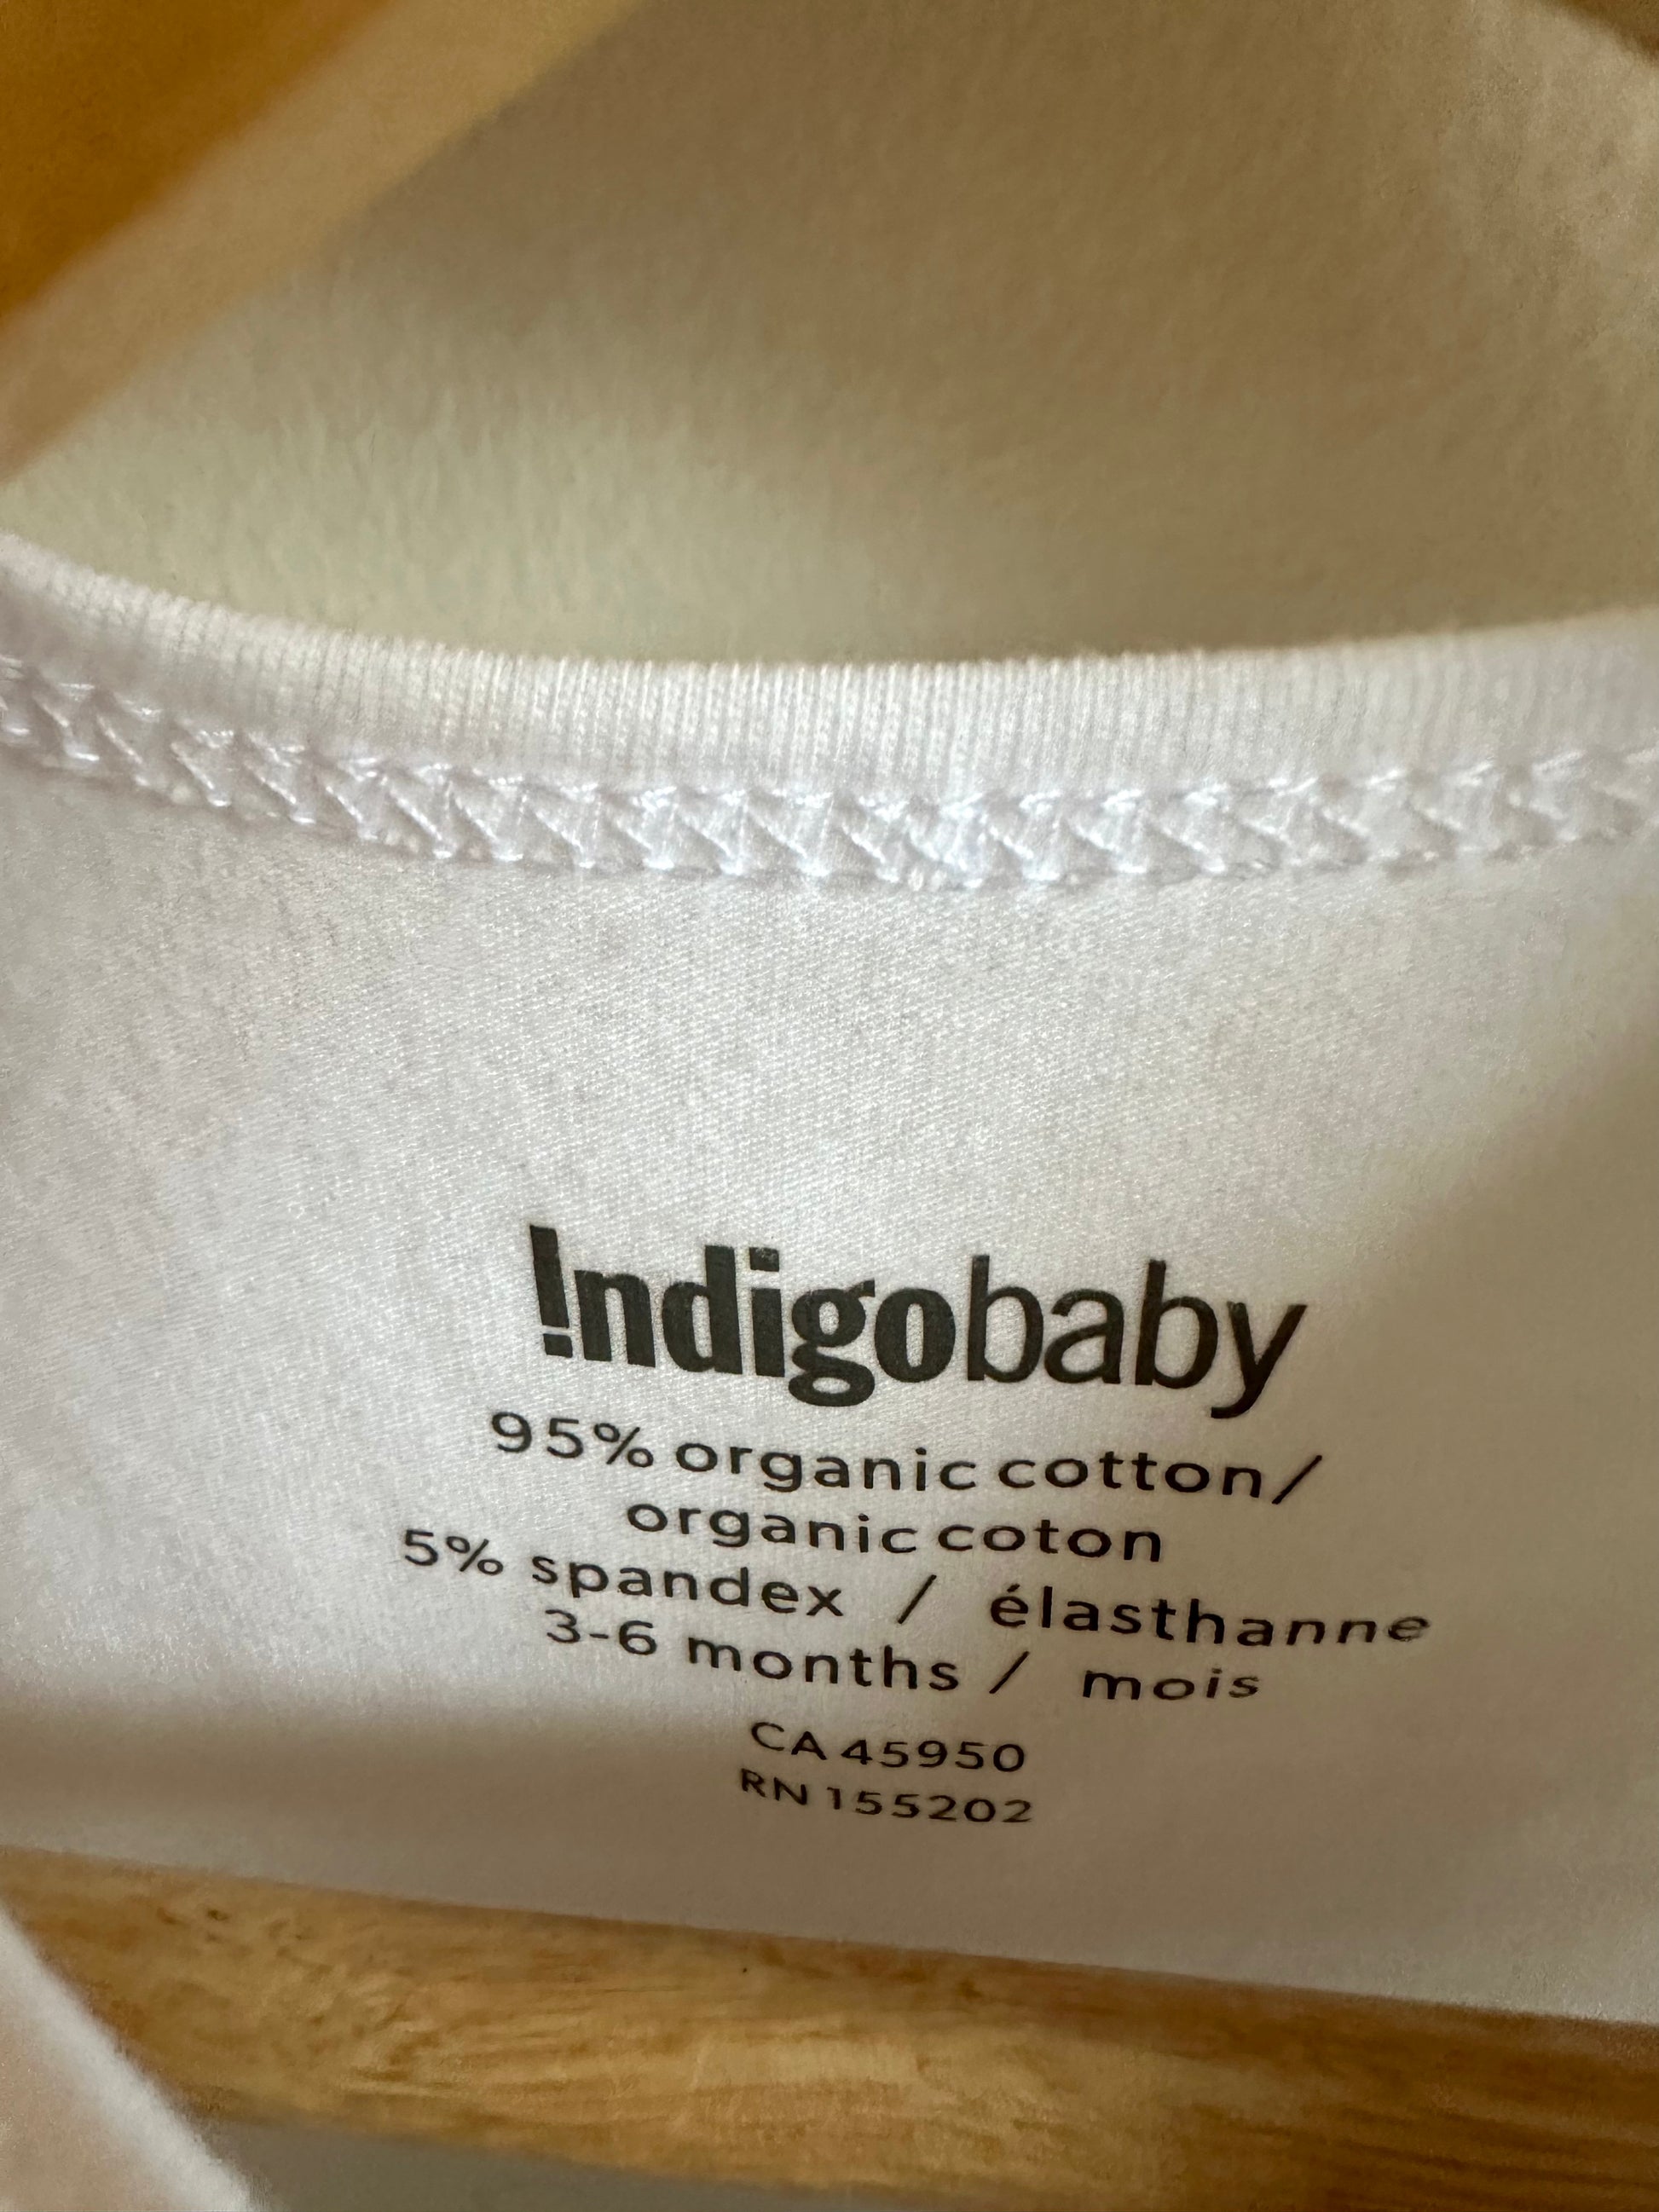 !ndigobaby
95% organic cotton/
organic coton
5% spandex / élasthanne
3-6 months / mois
CA 45950
RN 155202